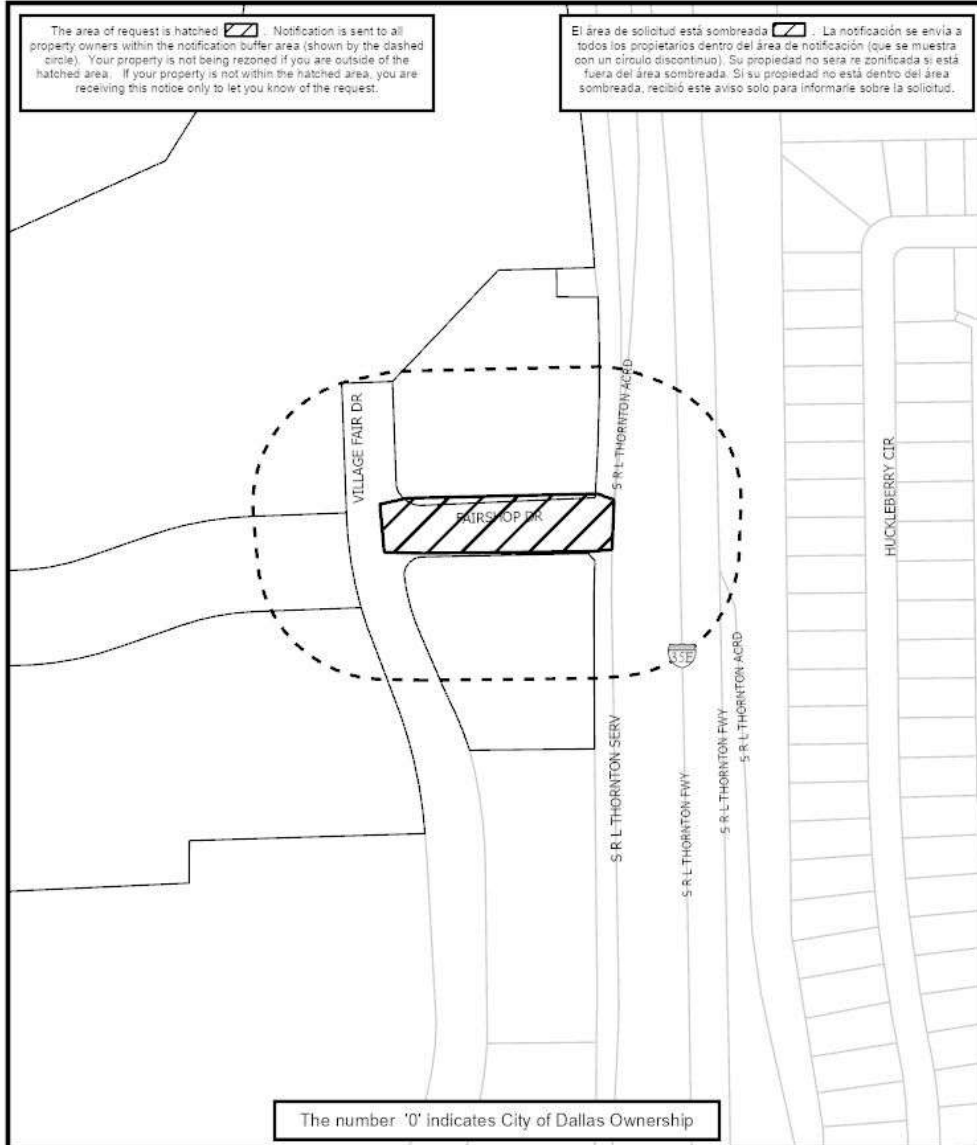 The area of request is hatched . Notification is sent to all
property owners within the notification buffer area (shown by the dashed
circle). Your property is not being rezoned if you are outside of the
hatched area. If your property is not within the hatched area, you are
receiving this notice only to let you know of the request.
El área de solicitud está sombreada . La notificación se envía a
todos los propietarios dentro del área de notificación (que se muestra
con un círculo discontinuo). Su propiedad no sera re zonificada si está
fuera del área sombreada. Si su propiedad no está dentro del área
sombreada, recibió este aviso solo para informarle sobre la solicitud.
S R L THORNTON ACRD
VILLAGE FAIR DR
FAIRSHOP DR
HUCKLEBERRY CIR
35E
S R L THORNTON SERV
S R L THORNTON FWY
S R L THORNTON FWY
S R L THORNTON ACRD
The number '0' indicates City of Dallas Ownership